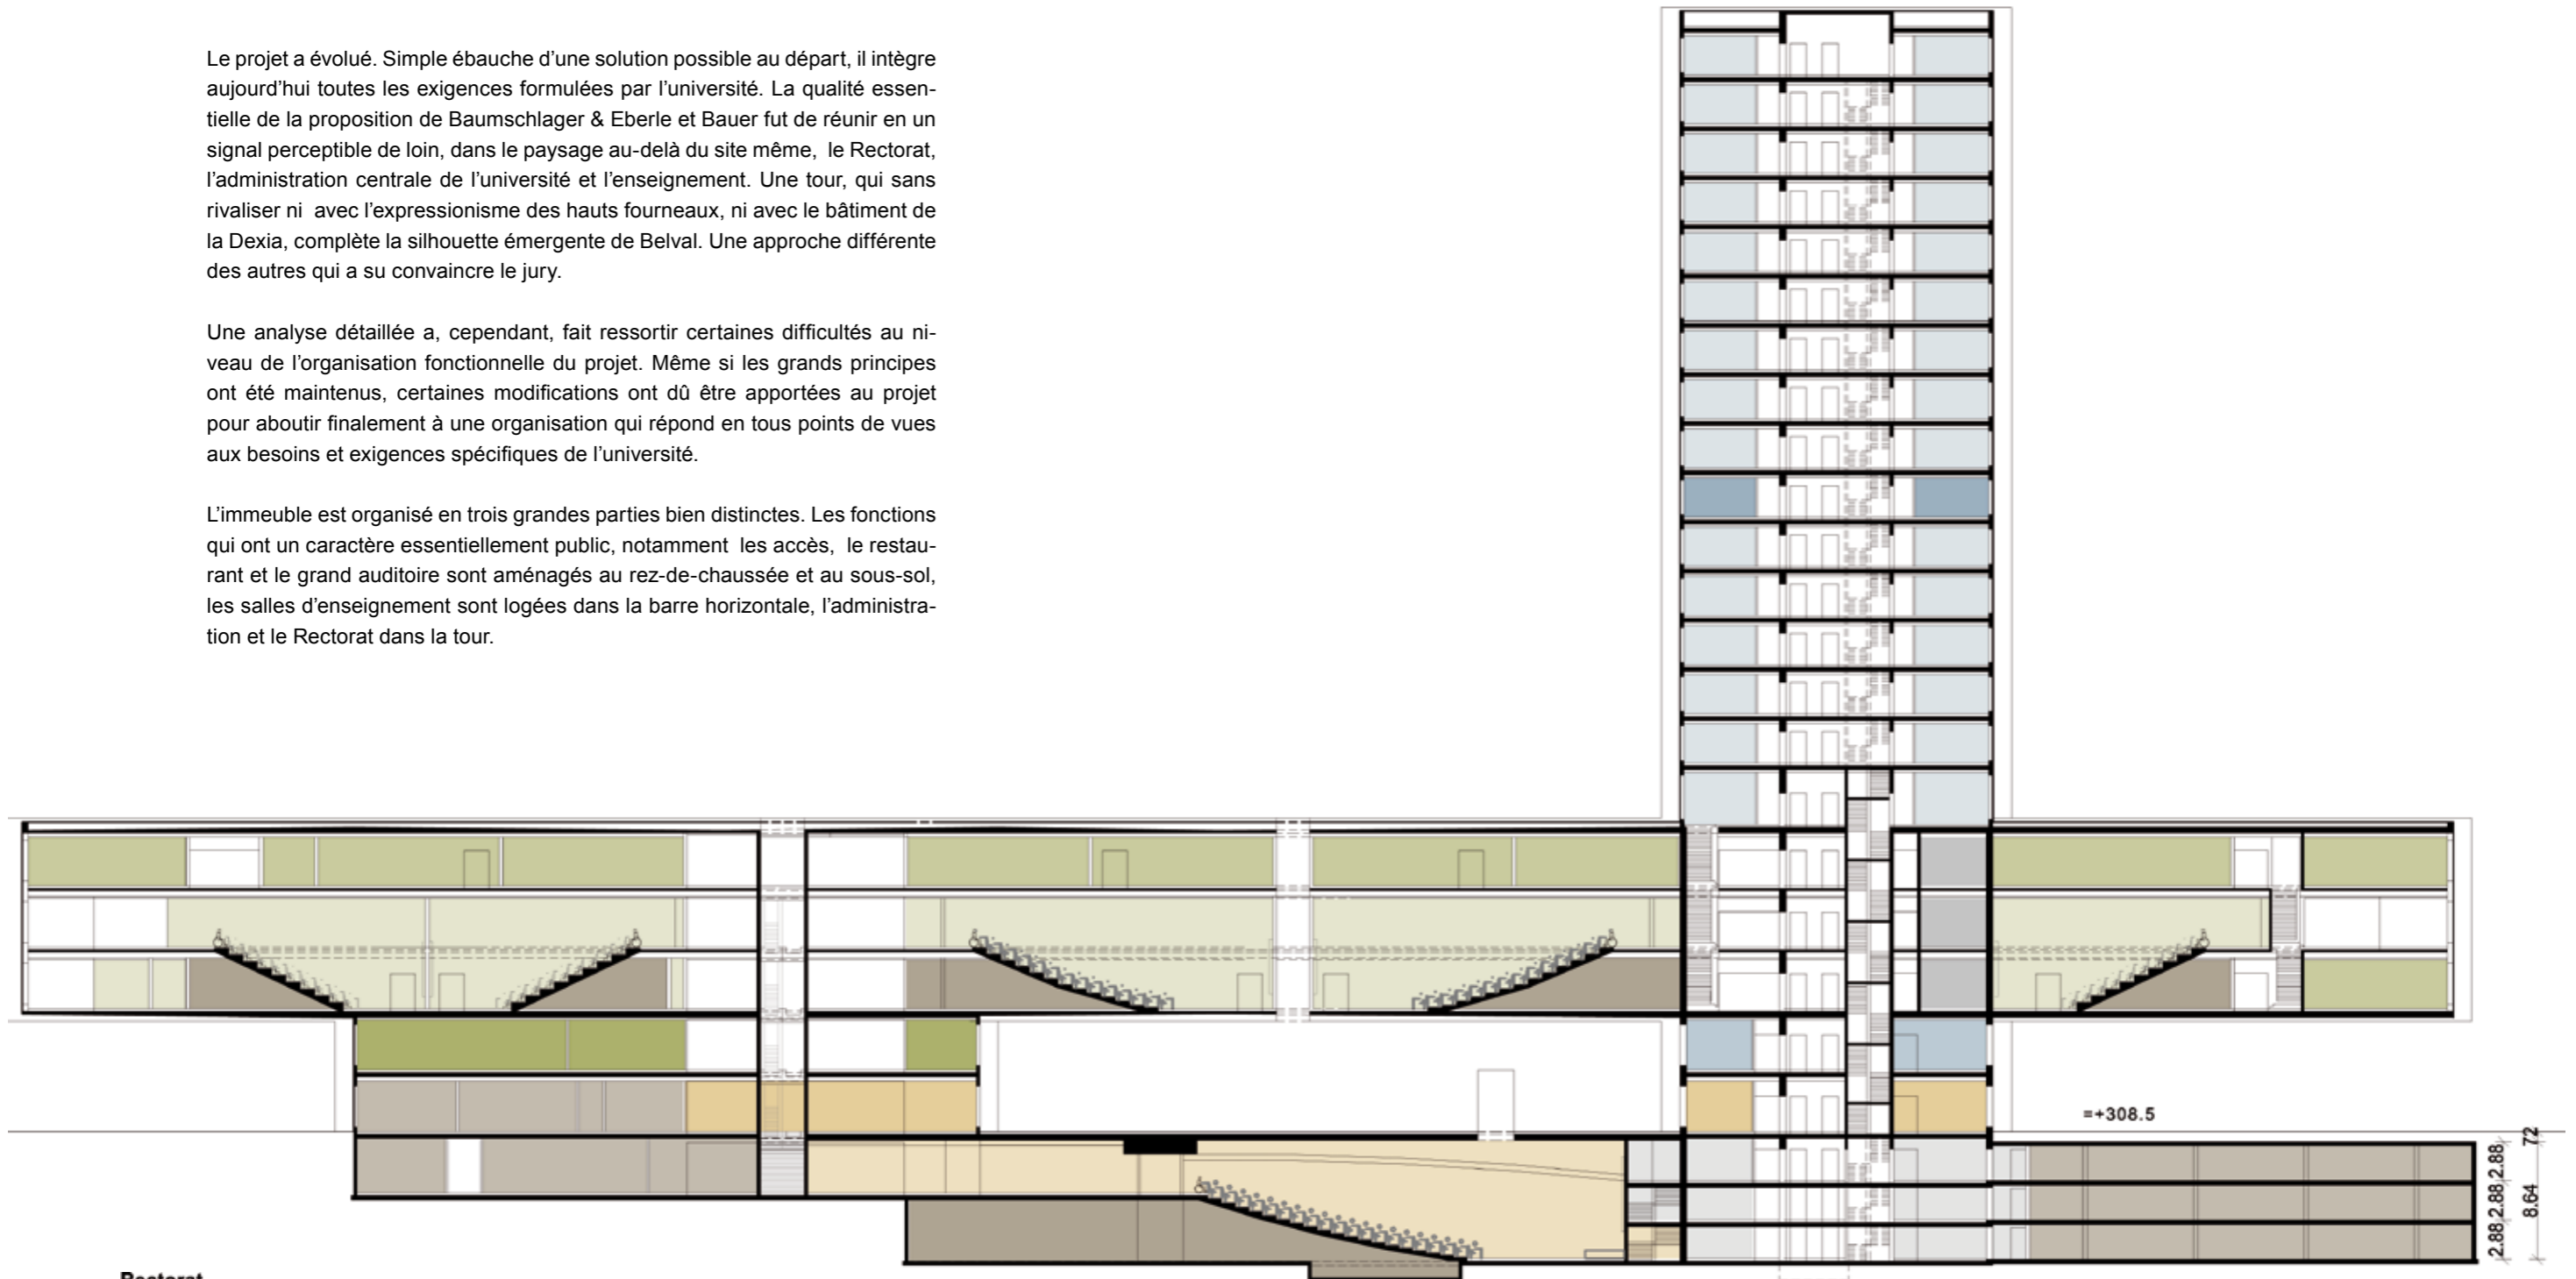 Le projet a évolué. Simple ébauche d’une solution possible au départ, il intègre
aujourd’hui toutes les exigences formulées par l’université. La qualité essen-
tielle de la proposition de Baumschlager & Eberle et Bauer fut de réunir en un
signal perceptible de loin, dans le paysage au-delà du site même,  le Rectorat,
l’administration centrale de l’université et l’enseignement. Une tour, qui sans
rivaliser ni  avec l’expressionisme des hauts fourneaux, ni avec le bâtiment de
la Dexia, complète la silhouette émergente de Belval. Une approche différente
des autres qui a su convaincre le jury.

Une analyse détaillée a, cependant, fait ressortir certaines difficultés au ni-
veau de l’organisation fonctionnelle du projet. Même si les grands principes
ont été maintenus, certaines modifications ont dû être apportées au projet
pour aboutir finalement à une organisation qui répond en tous points de vues
aux besoins et exigences spécifiques de l’université.

L’immeuble est organisé en trois grandes parties bien distinctes. Les fonctions
qui ont un caractère essentiellement public, notamment  les accès,  le restau-
rant et le grand auditoire sont aménagés au rez-de-chaussée et au sous-sol,
les salles d’enseignement sont logées dans la barre horizontale, l’administra-
tion et le Rectorat dans la tour.

=+308.5
72
2.88 2.88 2.88
8.64
Rectorat